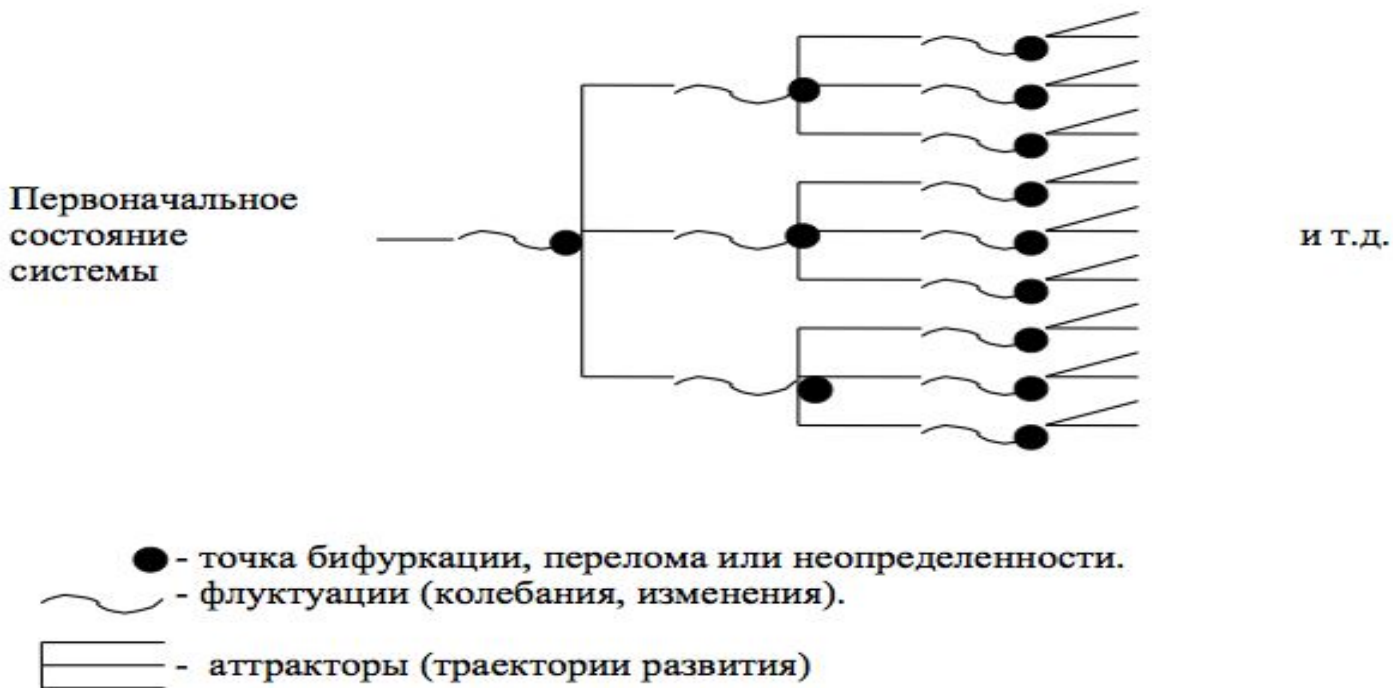 Первоначальное
состояние
системы
и т.д.
- точка бифуркации, перелома или неопределенности.
- флуктуации (колебания, изменения).
- аттракторы (траектории развития)